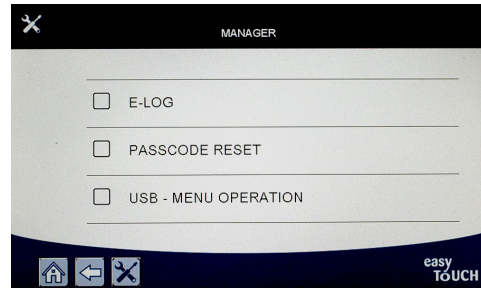 MANAGER
E-LOG
PASSCODE RESET
USB - MENU OPERATION
easy
TOUCH